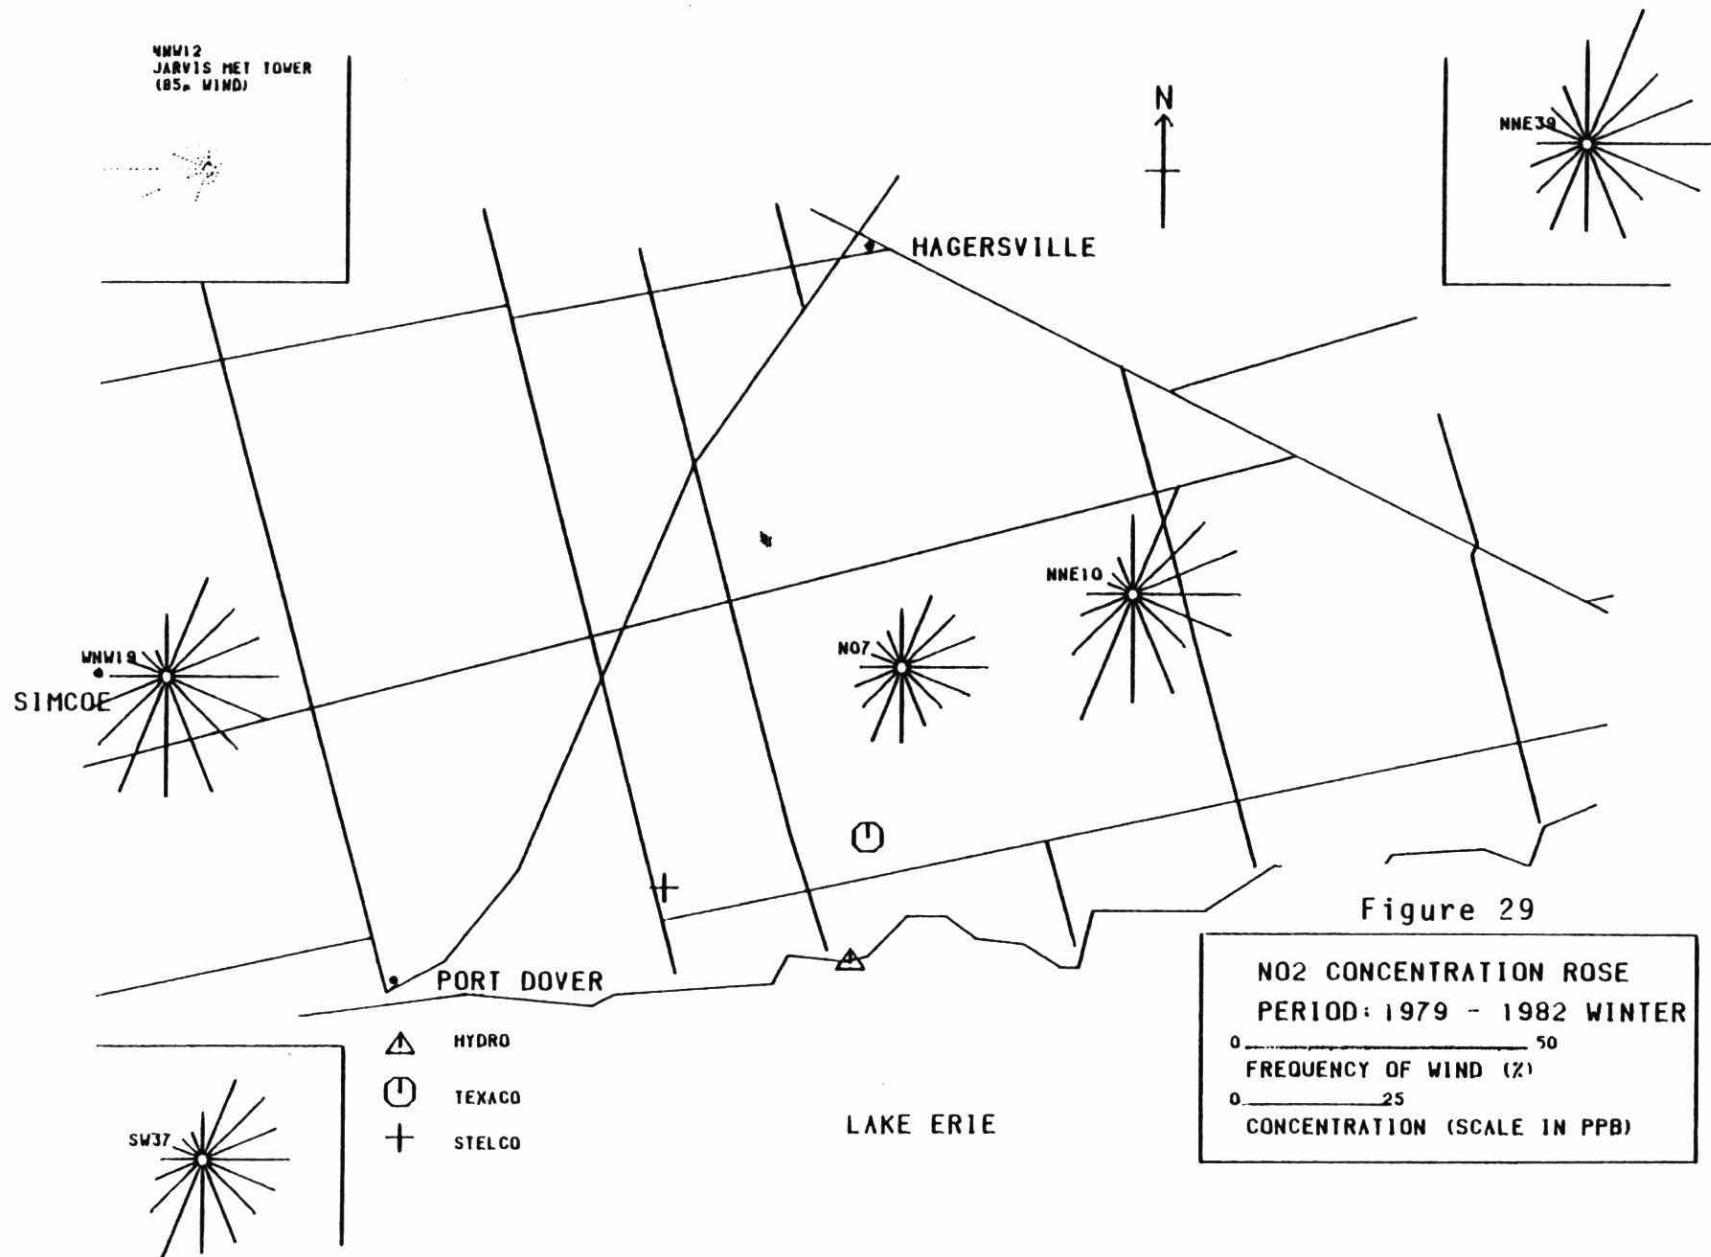 NNW12
JARVIS MET TOWER
(85m WIND)
N
NNE39
HAGERSVILLE
NNE10
N07
WNW19
SIMCOE
PORT DOVER
HYDRO
TEXACO
STELCO
SW37
LAKE ERIE
Figure 29
NO2 CONCENTRATION ROSE
PERIOD: 1979 - 1982 WINTER
0 50
FREQUENCY OF WIND (%)
0 25
CONCENTRATION (SCALE IN PPB)